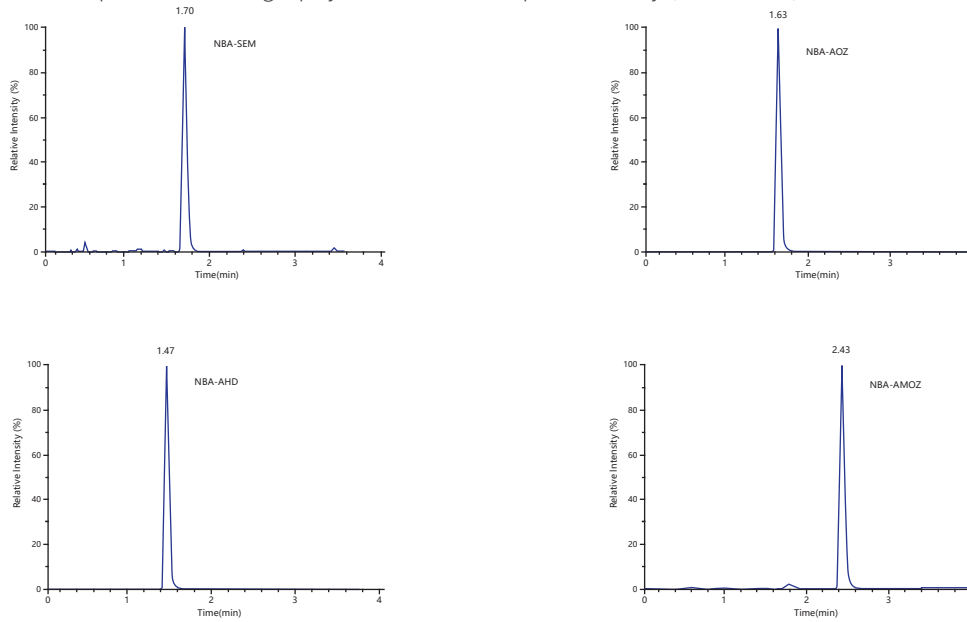 1.70
NBA-SEM
100
80
60
40
20
0
Relative Intensity (%)
0 1 2 3 4
Time(min)
1.63
NBA-AOZ
100
80
60
40
20
0
Relative Intensity (%)
0 1 2 3
Time(min)
1.47
NBA-AHD
100
80
60
40
20
0
Relative Intensity (%)
0 1 2 3 4
Time(min)
2.43
NBA-AMOZ
100
80
60
40
20
0
Relative Intensity (%)
0 1 2 3
Time(min)